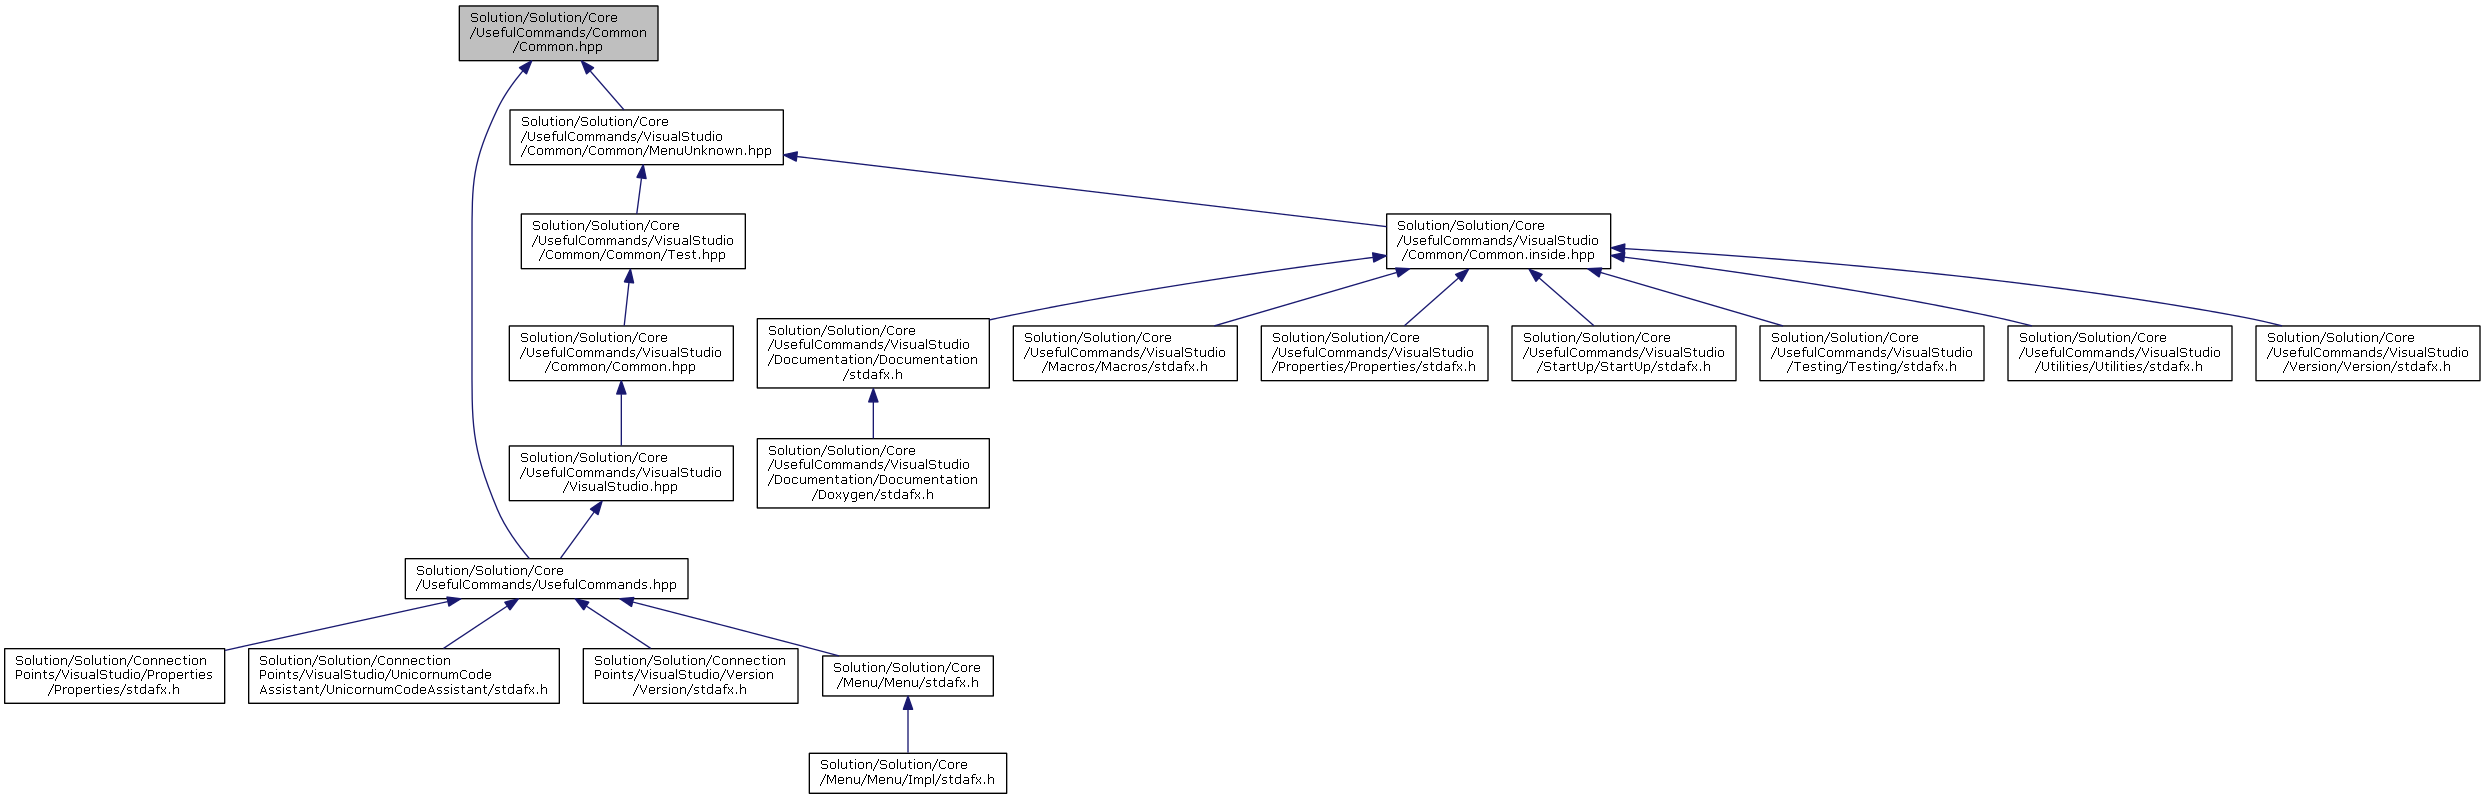 Solution/Solution/Core
/UsefulCommands/Common
/Common.hpp
Solution/Solution/Core
/UsefulCommands/VisualStudio
/Common/Common/MenuUnknown.hpp
Solution/Solution/Core
/UsefulCommands/VisualStudio
/Common/Common/Test.hpp
Solution/Solution/Core
/UsefulCommands/VisualStudio
/Common/Common.inside.hpp
Solution/Solution/Core
/UsefulCommands/VisualStudio
/Common/Common.hpp
Solution/Solution/Core
/UsefulCommands/VisualStudio
/Documentation/Documentation
/stdafx.h
Solution/Solution/Core
/UsefulCommands/VisualStudio
/Macros/Macros/stdafx.h
Solution/Solution/Core
/UsefulCommands/VisualStudio
/Properties/Properties/stdafx.h
Solution/Solution/Core
/UsefulCommands/VisualStudio
/StartUp/StartUp/stdafx.h
Solution/Solution/Core
/UsefulCommands/VisualStudio
/Testing/Testing/stdafx.h
Solution/Solution/Core
/UsefulCommands/VisualStudio
/Utilities/Utilities/stdafx.h
Solution/Solution/Core
/UsefulCommands/VisualStudio
/Version/Version/stdafx.h
Solution/Solution/Core
/UsefulCommands/VisualStudio
/VisualStudio.hpp
Solution/Solution/Core
/UsefulCommands/VisualStudio
/Documentation/Documentation
/Doxygen/stdafx.h
Solution/Solution/Core
/UsefulCommands/UsefulCommands.hpp
Solution/Solution/Connection
Points/VisualStudio/Properties
/Properties/stdafx.h
Solution/Solution/Connection
Points/VisualStudio/UnicornumCode
Assistant/UnicornumCodeAssistant/stdafx.h
Solution/Solution/Connection
Points/VisualStudio/Version
/Version/stdafx.h
Solution/Solution/Core
/Menu/Menu/stdafx.h
Solution/Solution/Core
/Menu/Menu/Impl/stdafx.h